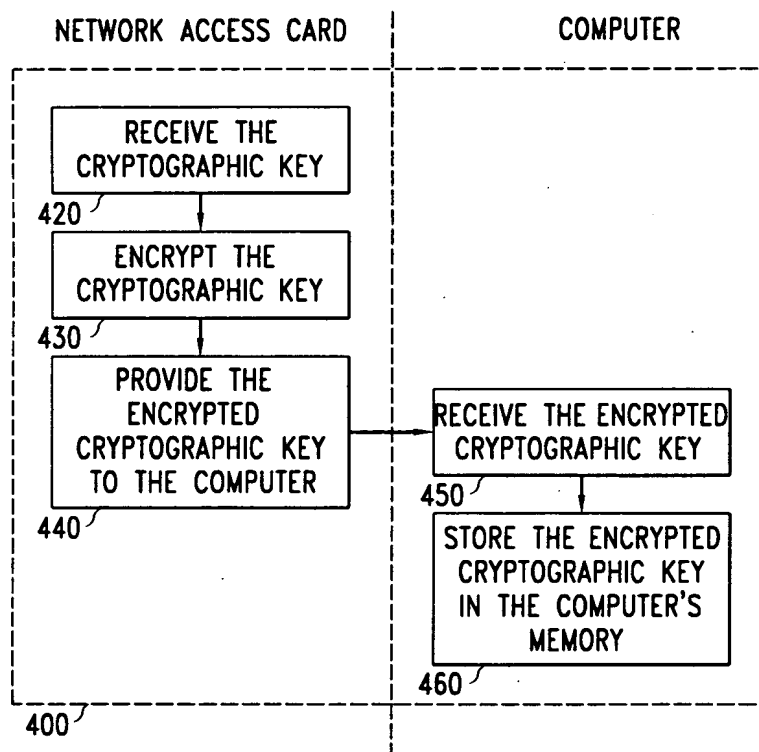 NETWORK ACCESS CARD
COMPUTER
RECEIVE THE
CRYPTOGRAPHIC KEY
420
ENCRYPT THE
CRYPTOGRAPHIC KEY
430
PROVIDE THE
ENCRYPTED
CRYPTOGRAPHIC KEY
TO THE COMPUTER
440
RECEIVE THE ENCRYPTED
CRYPTOGRAPHIC KEY
450
STORE THE ENCRYPTED
CRYPTOGRAPHIC KEY
IN THE COMPUTER'S
MEMORY
460
400